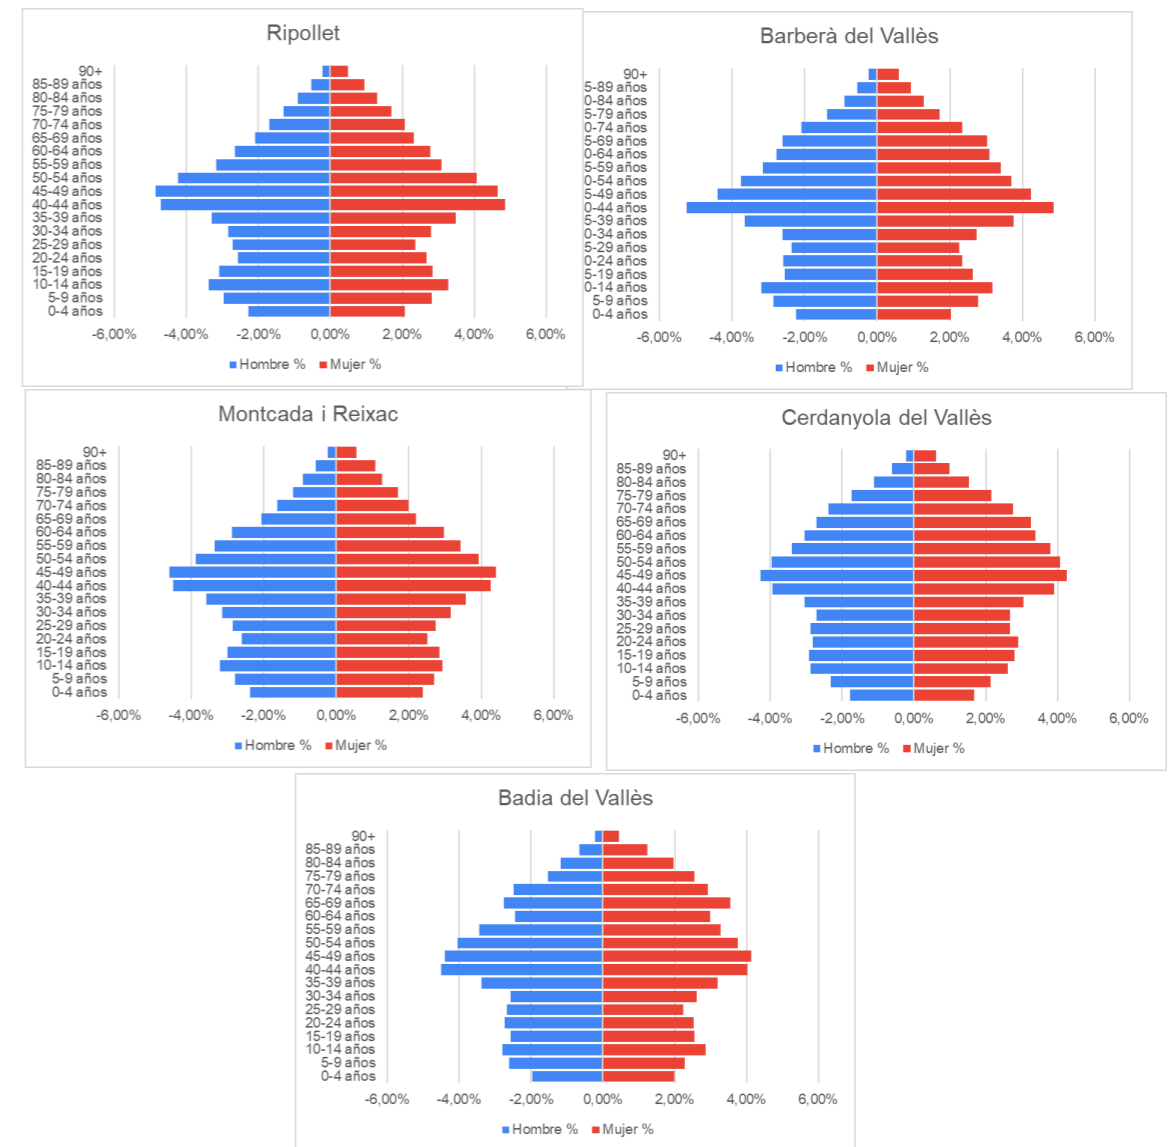 Ripollet
90+
85-89 años
80-84 años
75-79 años
70-74 años
65-69 años
60-64 años
55-59 años
50-54 años
45-49 años
40-44 años
35-39 años
30-34 años
25-29 años
20-24 años
15-19 años
10-14 años
5-9 años
0-4 años
-6,00% -4,00% -2,00% 0,00% 2,00% 4,00% 6,00%
Hombre % Mujer %
Barberà del Vallès
90+
5-89 años
0-84 años
5-79 años
0-74 años
5-69 años
0-64 años
5-59 años
0-54 años
5-49 años
0-44 años
5-39 años
0-34 años
5-29 años
0-24 años
5-19 años
0-14 años
5-9 años
0-4 años
-6,00% -4,00% -2,00% 0,00% 2,00% 4,00% 6,00%
Hombre % Mujer %
Montcada i Reixac
90+
85-89 años
80-84 años
75-79 años
70-74 años
65-69 años
60-64 años
55-59 años
50-54 años
45-49 años
40-44 años
35-39 años
30-34 años
25-29 años
20-24 años
15-19 años
10-14 años
5-9 años
0-4 años
-6,00% -4,00% -2,00% 0,00% 2,00% 4,00% 6,00%
Hombre % Mujer %
Cerdanyola del Vallès
90+
85-89 años
80-84 años
75-79 años
70-74 años
65-69 años
60-64 años
55-59 años
50-54 años
45-49 años
40-44 años
35-39 años
30-34 años
25-29 años
20-24 años
15-19 años
10-14 años
5-9 años
0-4 años
-6,00% -4,00% -2,00% 0,00% 2,00% 4,00% 6,00%
Hombre % Mujer %
Badia del Vallès
90+
85-89 años
80-84 años
75-79 años
70-74 años
65-69 años
60-64 años
55-59 años
50-54 años
45-49 años
40-44 años
35-39 años
30-34 años
25-29 años
20-24 años
15-19 años
10-14 años
5-9 años
0-4 años
-6,00% -4,00% -2,00% 0,00% 2,00% 4,00% 6,00%
Hombre % Mujer %